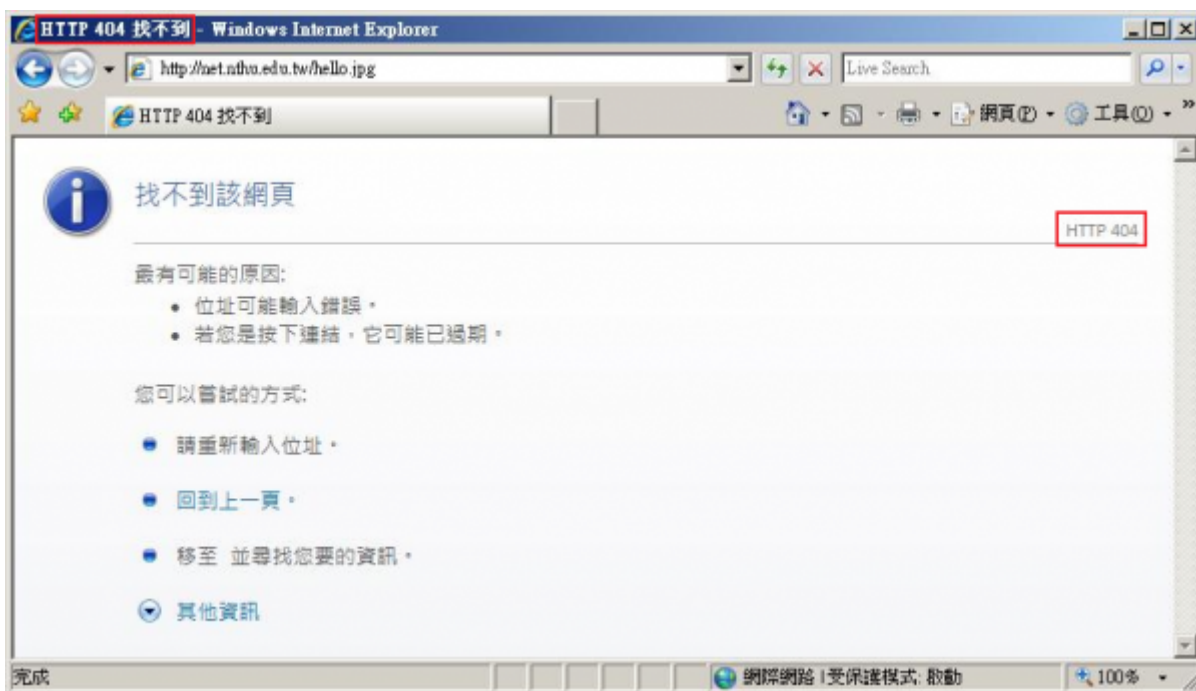 HTTP 404 找不到 - Windows Internet Explorer
http://net.nthu.edu.tw/hello.jpg
Live Search
HTTP 404 找不到
網頁(P)
工具(O)
找不到該網頁
HTTP 404
最有可能的原因:
• 位址可能輸入錯誤。
• 若您是按下連結，它可能已過期。
您可以嘗試的方式:
請重新輸入位址。
回到上一頁。
移至 並尋找您要的資訊。
其他資訊
完成
網際網路 | 受保護模式: 啟動
100%